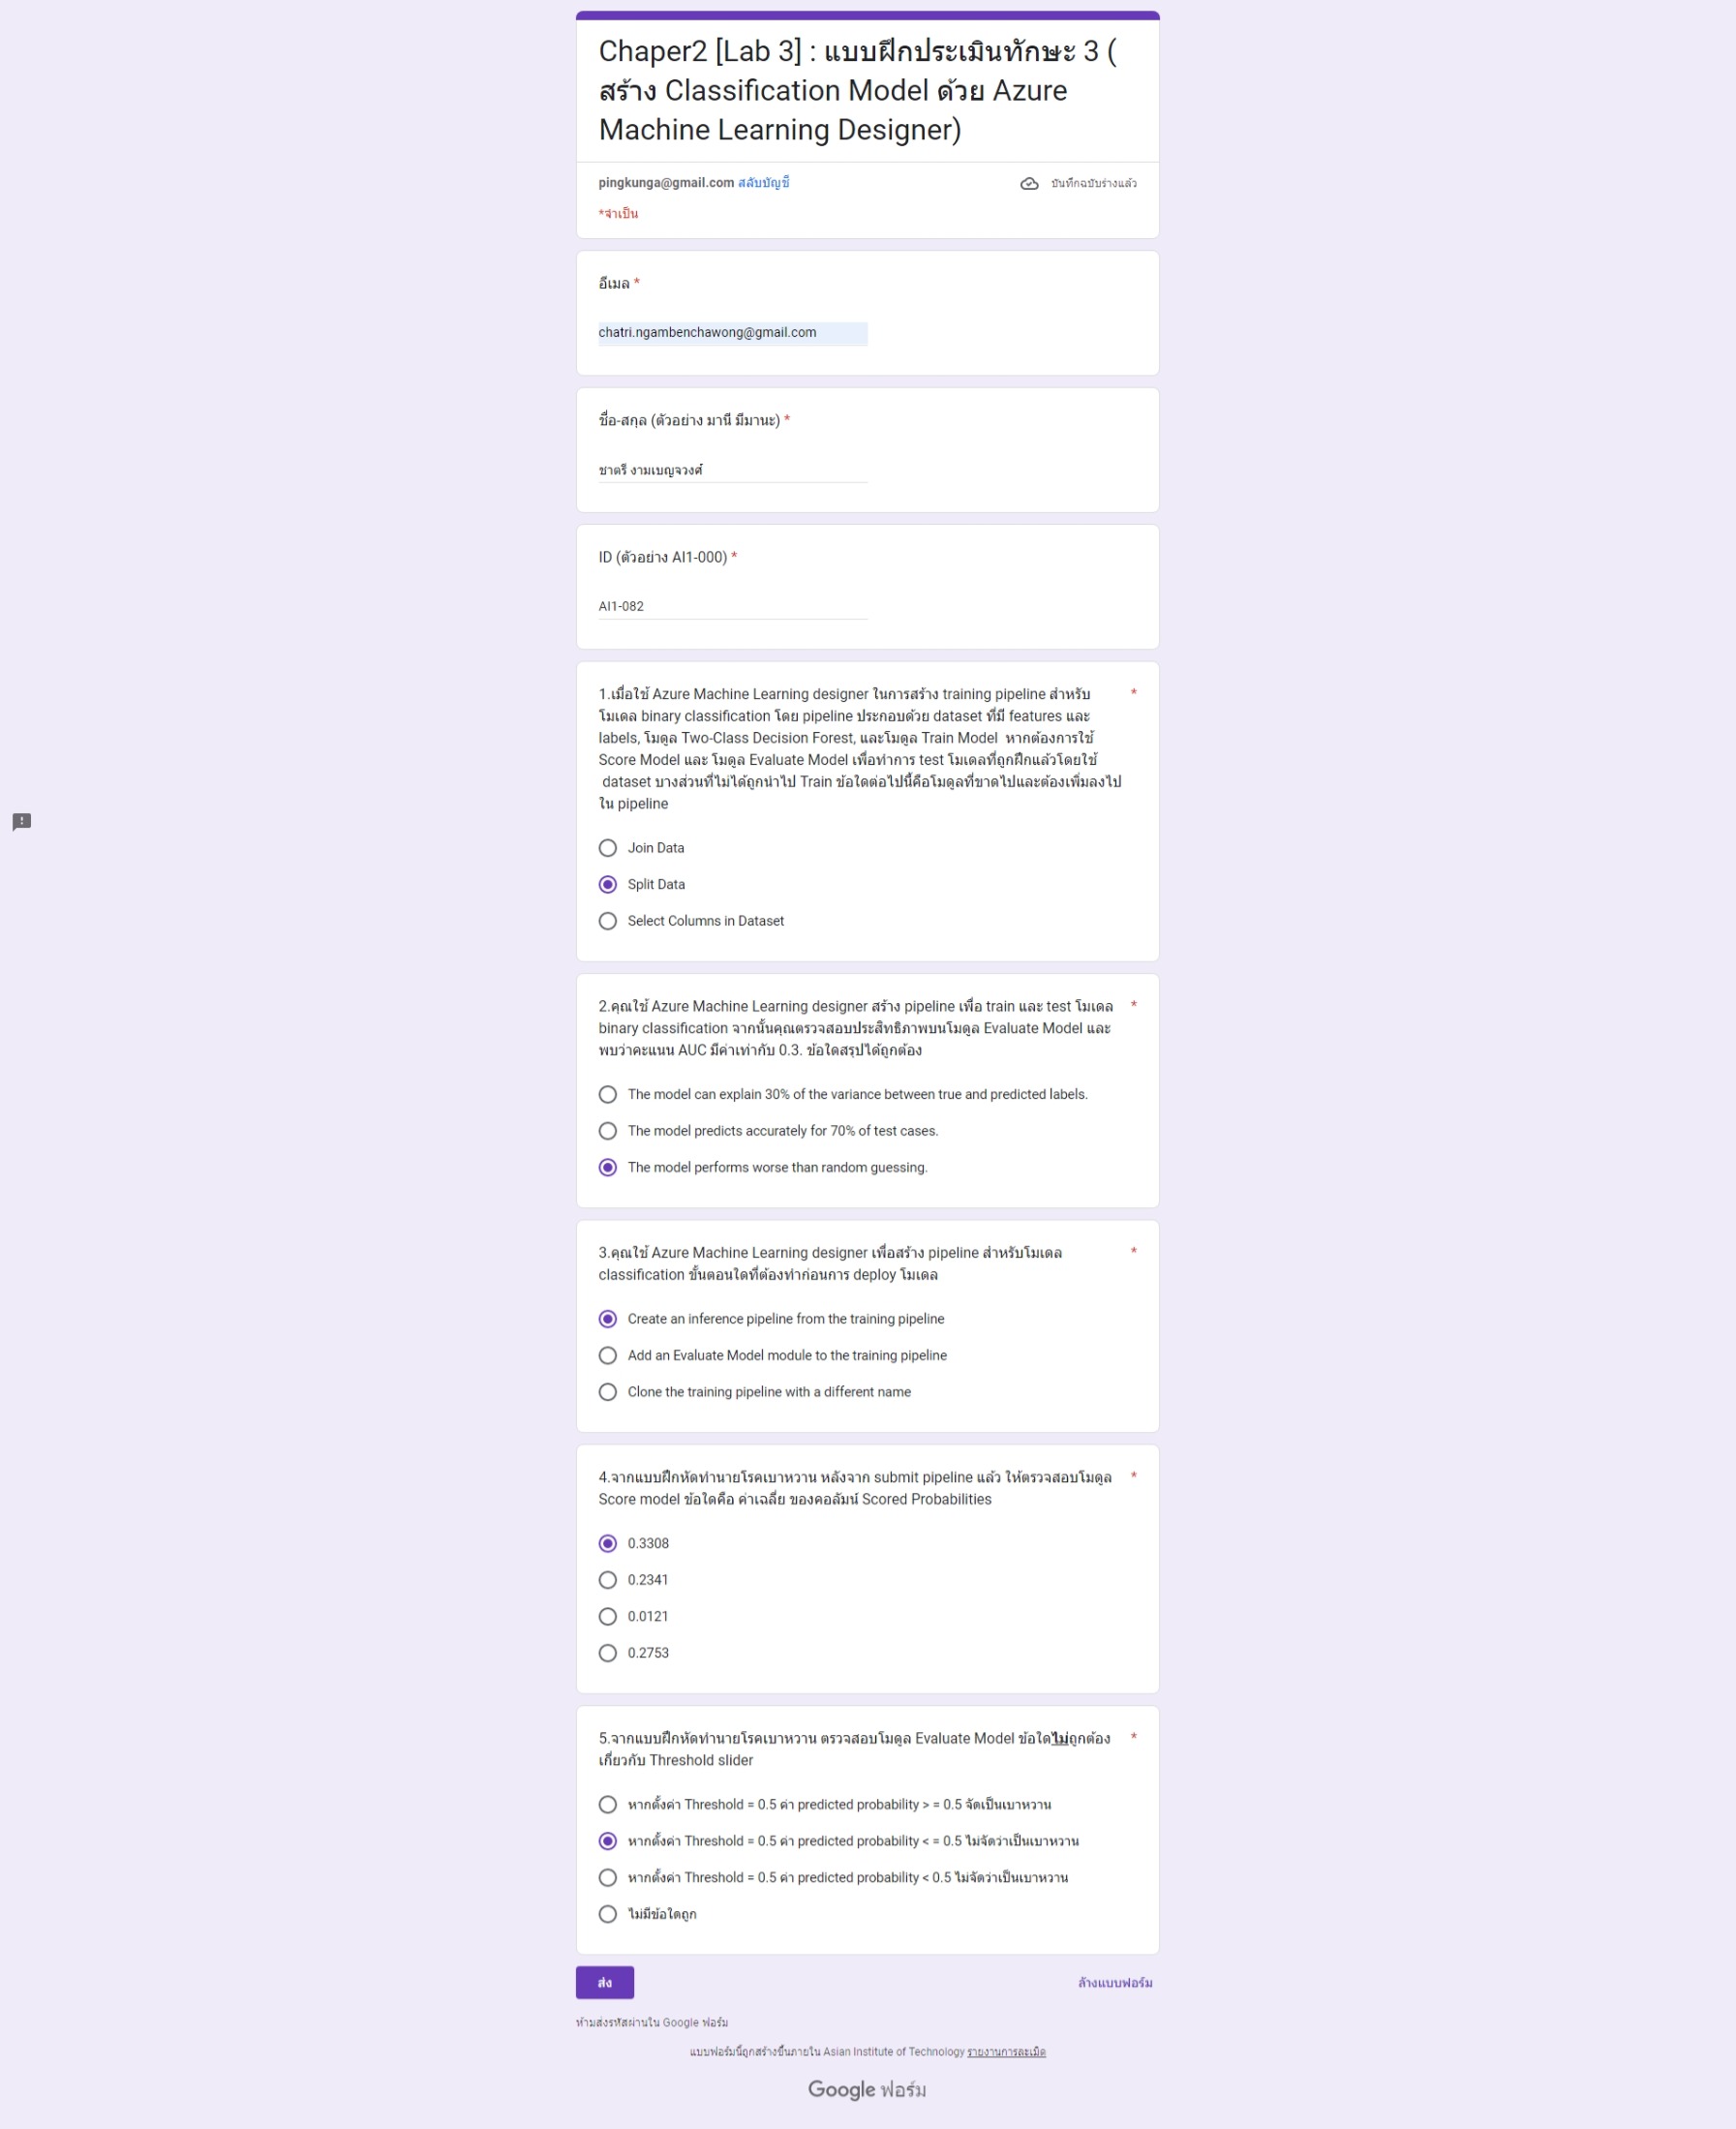 Chaper2 [Lab 3] : แบบฝึกประเมินทักษะ 3 (
สร้าง Classification Model ด้วย Azure
Machine Learning Designer)
pingkunga@gmail.com สลับบัญชี
บันทึกฉบับร่างแล้ว
*จำเป็น
อีเมล *
chatri.ngambenchawong@gmail.com
ชื่อ-สกุล (ตัวอย่าง มานี มีมานะ) *
ชาตรี งามเบญจวงศ์
ID (ตัวอย่าง AI1-000) *
AI1-082
1.เมื่อใช้ Azure Machine Learning designer ในการสร้าง training pipeline สำหรับ *
โมเดล binary classification โดย pipeline ประกอบด้วย dataset ที่มี features และ
labels, โมดูล Two-Class Decision Forest, และโมดูล Train Model หากต้องการใช้
Score Model และ โมดูล Evaluate Model เพื่อทำการ test โมเดลที่ถูกฝึกแล้วโดยใช้
dataset บางส่วนที่ไม่ได้ถูกนำไป Train ข้อใดต่อไปนี้คือโมดูลที่ขาดไปและต้องเพิ่มลงไป
ใน pipeline
Join Data
Split Data
Select Columns in Dataset
2.คุณใช้ Azure Machine Learning designer สร้าง pipeline เพื่อ train และ test โมเดล *
binary classification จากนั้นคุณตรวจสอบประสิทธิภาพบนโมดูล Evaluate Model และ
พบว่าคะแนน AUC มีค่าเท่ากับ 0.3. ข้อใดสรุปได้ถูกต้อง
The model can explain 30% of the variance between true and predicted labels.
The model predicts accurately for 70% of test cases.
The model performs worse than random guessing.
3.คุณใช้ Azure Machine Learning designer เพื่อสร้าง pipeline สำหรับโมเดล *
classification ขั้นตอนใดที่ต้องทำก่อนการ deploy โมเดล
Create an inference pipeline from the training pipeline
Add an Evaluate Model module to the training pipeline
Clone the training pipeline with a different name
4.จากแบบฝึกหัดทำนายโรคเบาหวาน หลังจาก submit pipeline แล้ว ให้ตรวจสอบโมดูล *
Score model ข้อใดคือ ค่าเฉลี่ย ของคอลัมน์ Scored Probabilities
0.3308
0.2341
0.0121
0.2753
5.จากแบบฝึกหัดทำนายโรคเบาหวาน ตรวจสอบโมดูล Evaluate Model ข้อใดไม่ถูกต้อง *
เกี่ยวกับ Threshold slider
หากตั้งค่า Threshold = 0.5 ค่า predicted probability > = 0.5 จัดเป็นเบาหวาน
หากตั้งค่า Threshold = 0.5 ค่า predicted probability < = 0.5 ไม่จัดว่าเป็นเบาหวาน
หากตั้งค่า Threshold = 0.5 ค่า predicted probability < 0.5 ไม่จัดว่าเป็นเบาหวาน
ไม่มีข้อใดถูก
ส่ง
ล้างแบบฟอร์ม
ห้ามส่งรหัสผ่านใน Google ฟอร์ม
แบบฟอร์มนี้ถูกสร้างขึ้นภายใน Asian Institute of Technology รายงานการละเมิด
Google ฟอร์ม